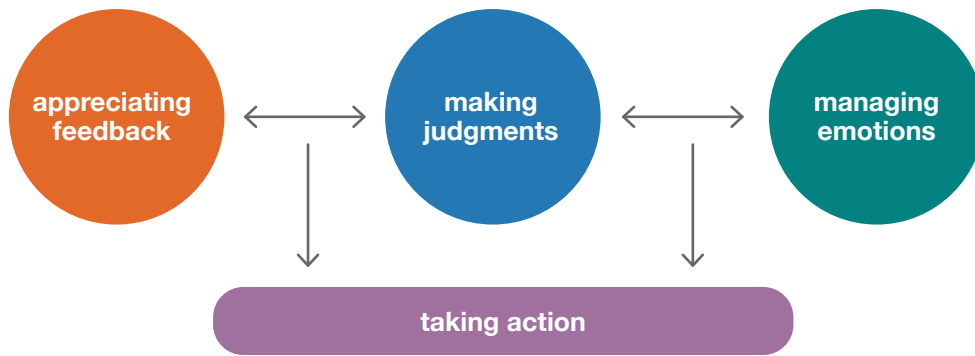 appreciating
feedback
making
judgments
managing
emotions
taking action